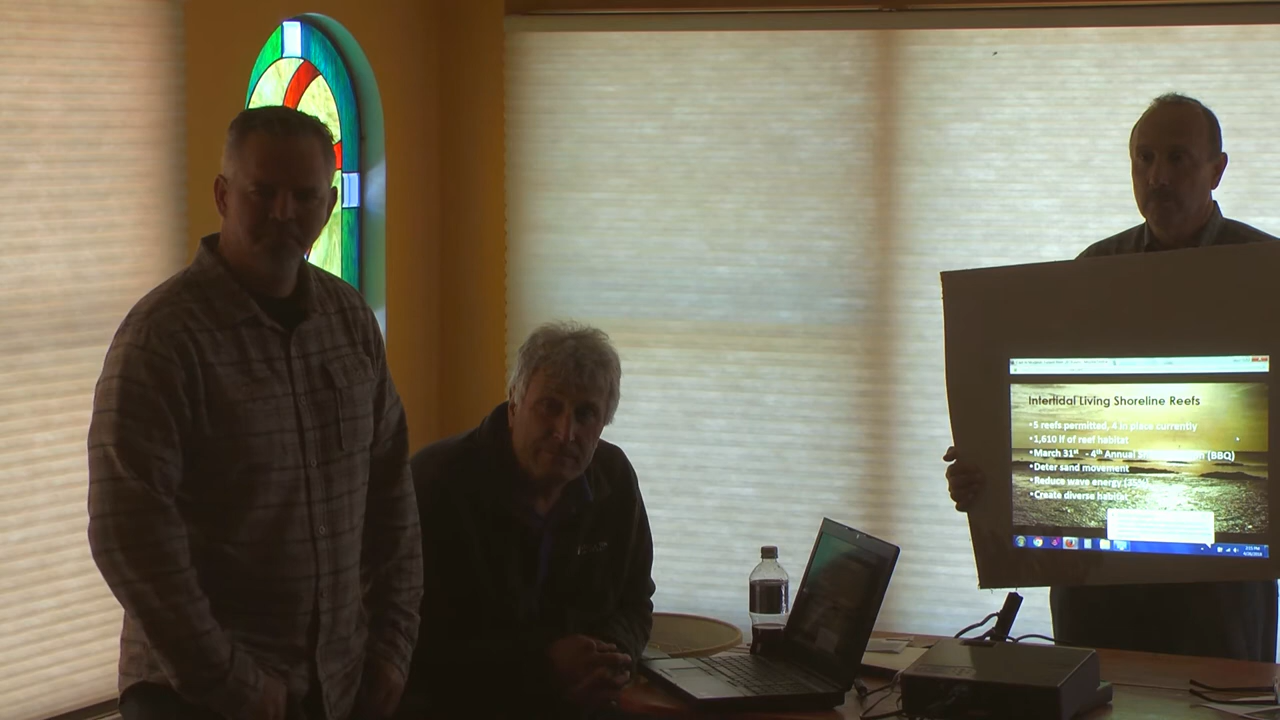 Intertidal Living Shoreline Reefs
•5 reefs permitted, 4 in place currently
•1,610 lf of reef habitat
•March 31st - 4th Annual (BBQ)
•Deter sand movement
•Reduce wave energy
•Create diverse habitat